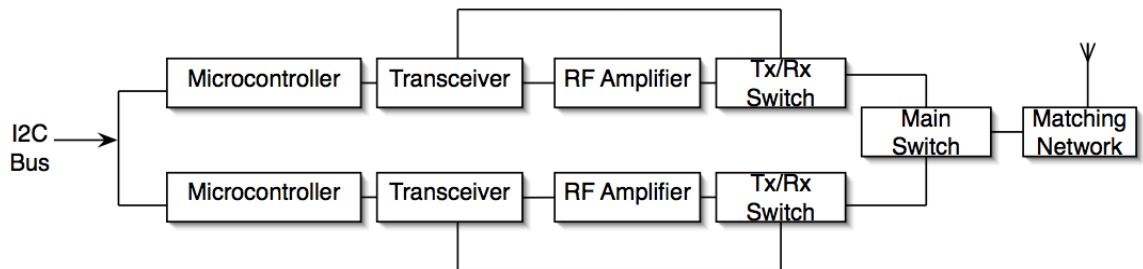 I2C
Bus
Microcontroller
Transceiver
RF Amplifier
Tx/Rx
Switch
Microcontroller
Transceiver
RF Amplifier
Tx/Rx
Switch
Main
Switch
Matching
Network